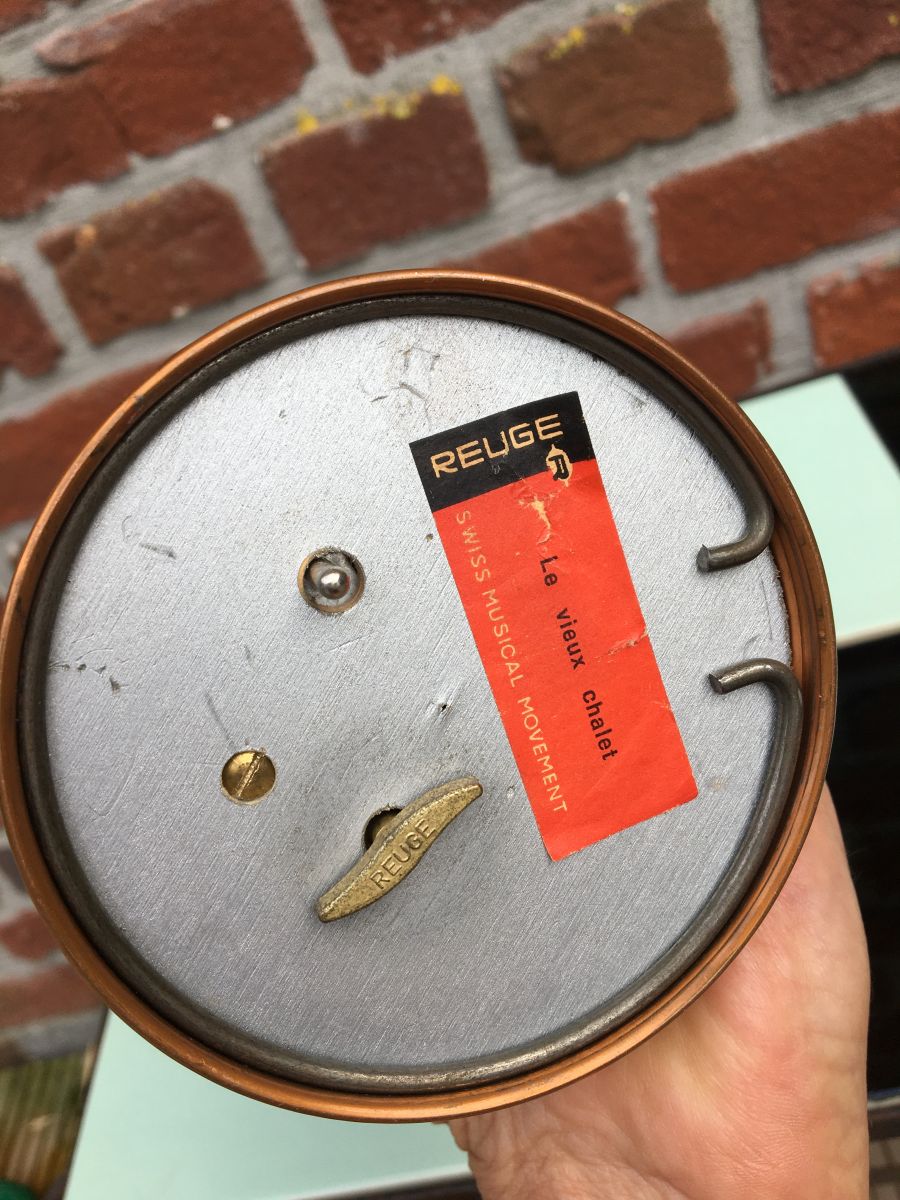 REUGE
R
SWISS MUSICAL MOVEMENT
Le vieux chalet
REUGE